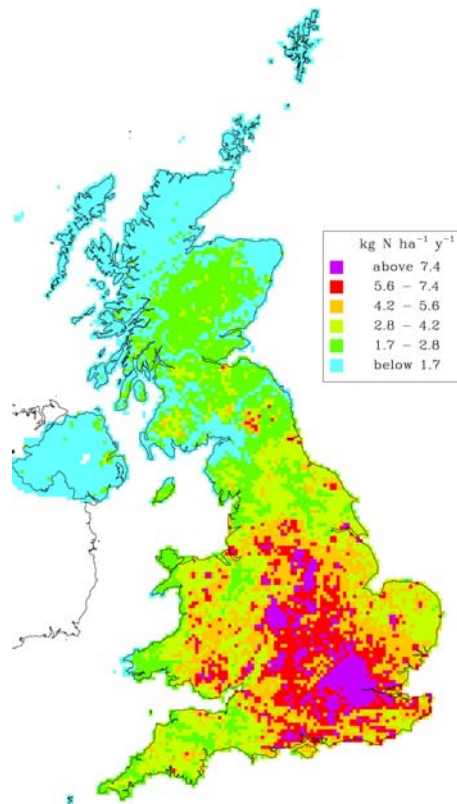 kg N ha⁻¹ y⁻¹
above 7.4
5.6 – 7.4
4.2 – 5.6
2.8 – 4.2
1.7 – 2.8
below 1.7